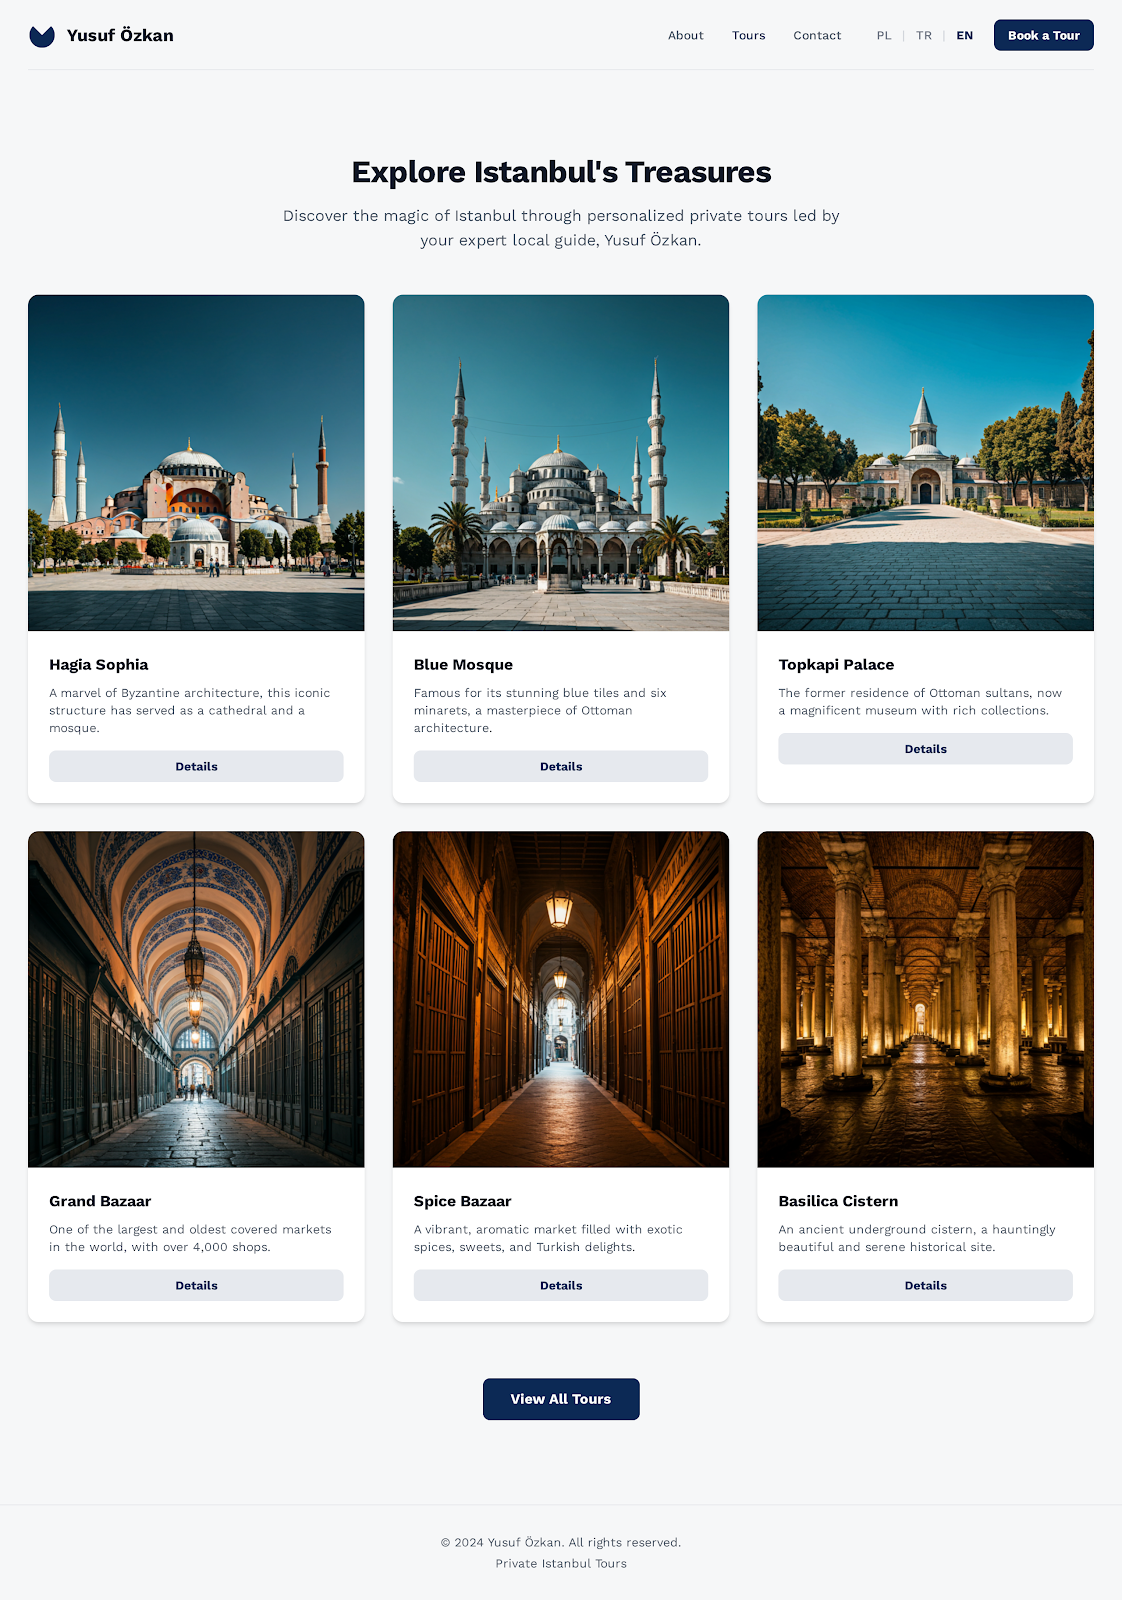 Yusuf Özkan
About
Tours
Contact
PL | TR | EN
Book a Tour
Explore Istanbul's Treasures
Discover the magic of Istanbul through personalized private tours led by
your expert local guide, Yusuf Özkan.
Hagia Sophia
A marvel of Byzantine architecture, this iconic
structure has served as a cathedral and a
mosque.
Details
Blue Mosque
Famous for its stunning blue tiles and six
minarets, a masterpiece of Ottoman
architecture.
Details
Topkapi Palace
The former residence of Ottoman sultans, now
a magnificent museum with rich collections.
Details
Grand Bazaar
One of the largest and oldest covered markets
in the world, with over 4,000 shops.
Details
Spice Bazaar
A vibrant, aromatic market filled with exotic
spices, sweets, and Turkish delights.
Details
Basilica Cistern
An ancient underground cistern, a hauntingly
beautiful and serene historical site.
Details
View All Tours
© 2024 Yusuf Özkan. All rights reserved.
Private Istanbul Tours